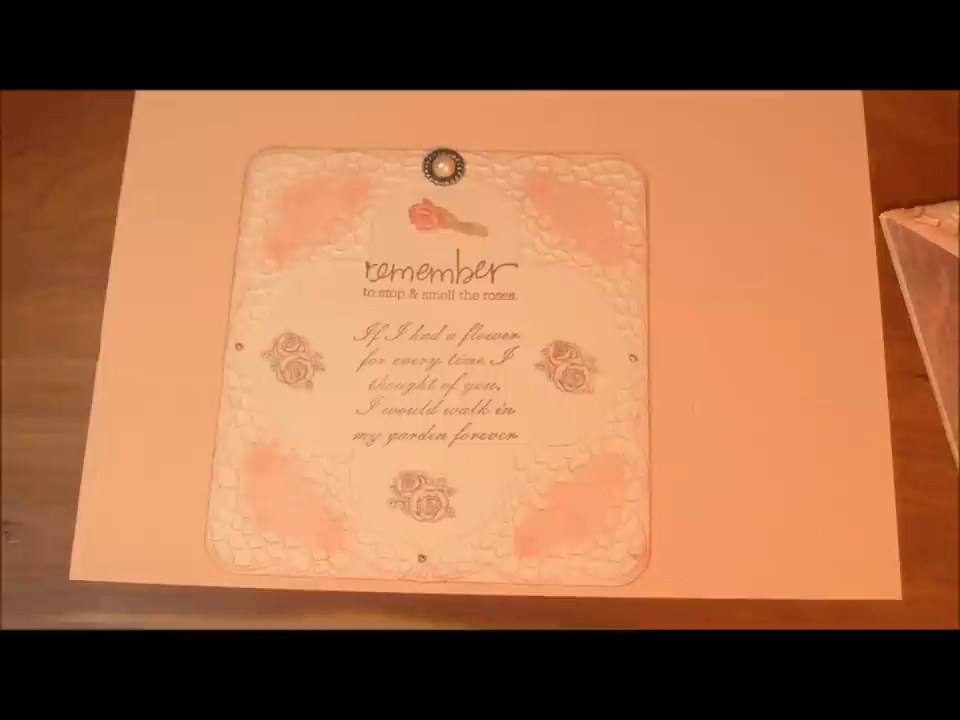 remember
to stop & smell the roses.
If I had a flower
for every time I
thought of you,
I would walk in
my garden forever